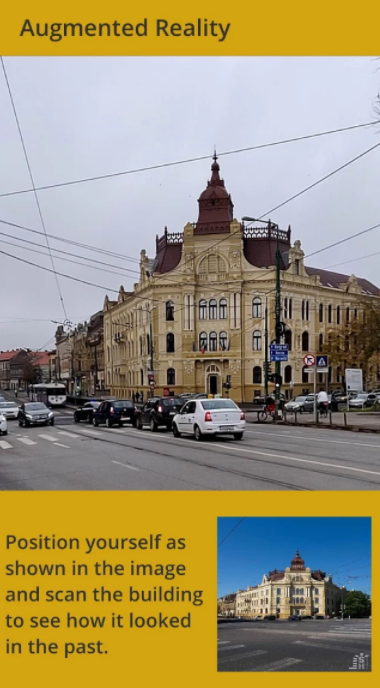 Augmented Reality
Position yourself as
shown in the image
and scan the building
to see how it looked
in the past.